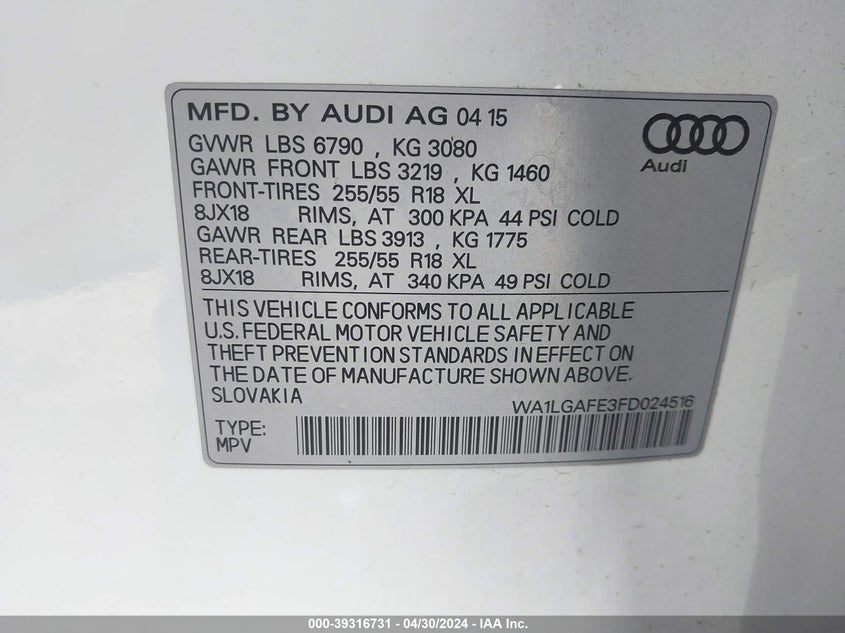 MFD. BY AUDI AG 04 15
GVWR LBS 6790 , KG 3080
GAWR FRONT LBS 3219 , KG 1460
FRONT-TIRES 255/55 R18 XL
8JX18 RIMS, AT 300 KPA 44 PSI COLD
GAWR REAR LBS 3913 , KG 1775
REAR-TIRES 255/55 R18 XL
8JX18 RIMS, AT 340 KPA 49 PSI COLD
Audi
THIS VEHICLE CONFORMS TO ALL APPLICABLE
U.S. FEDERAL MOTOR VEHICLE SAFETY AND
THEFT PREVENTION STANDARDS IN EFFECT ON
THE DATE OF MANUFACTURE SHOWN ABOVE.
SLOVAKIA
WA1LGAFE3FD024516
TYPE:
MPV
000-39316731 - 04/30/2024 - IAA Inc.